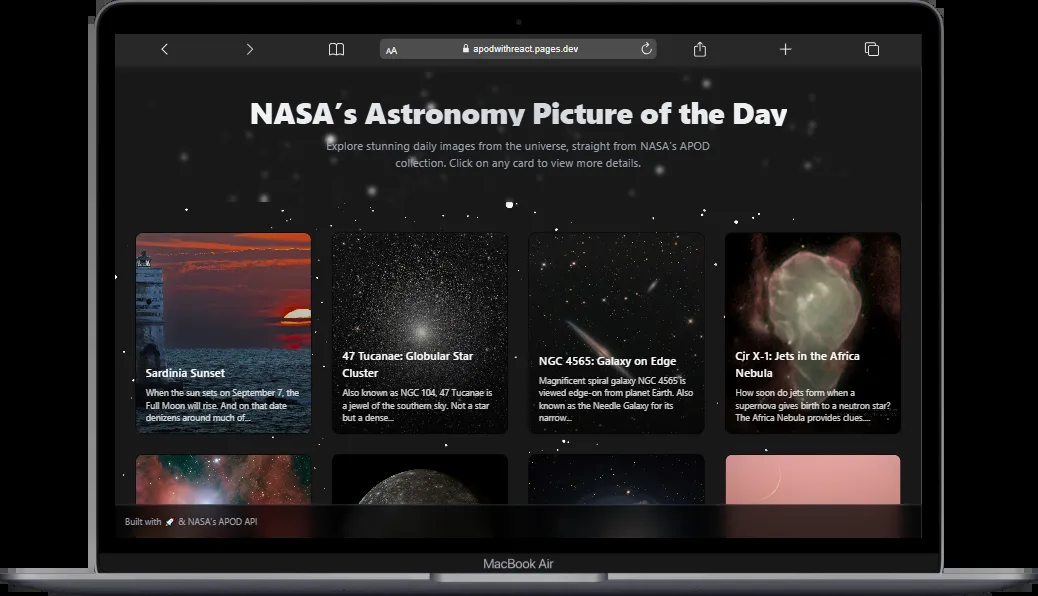 AA apodwithreact.pages.dev
NASA's Astronomy Picture of the Day
Explore stunning daily images from the universe, straight from NASA's APOD
collection. Click on any card to view more details.
Sardinia Sunset
When the sun sets on September 7, the
Full Moon will rise. And on that date
denizens around much of...
47 Tucanae: Globular Star
Cluster
Also known as NGC 104, 47 Tucanae is
a jewel of the southern sky. Not a star
but a dense...
NGC 4565: Galaxy on Edge
Magnificent spiral galaxy NGC 4565 is
viewed edge-on from planet Earth. Also
known as the Needle Galaxy for its
narrow...
Cir X-1: Jets in the Africa
Nebula
How soon do jets form when a
supernova gives birth to a neutron star?
The Africa Nebula provides clues....
Built with 🚀 & NASA's APOD API
MacBook Air